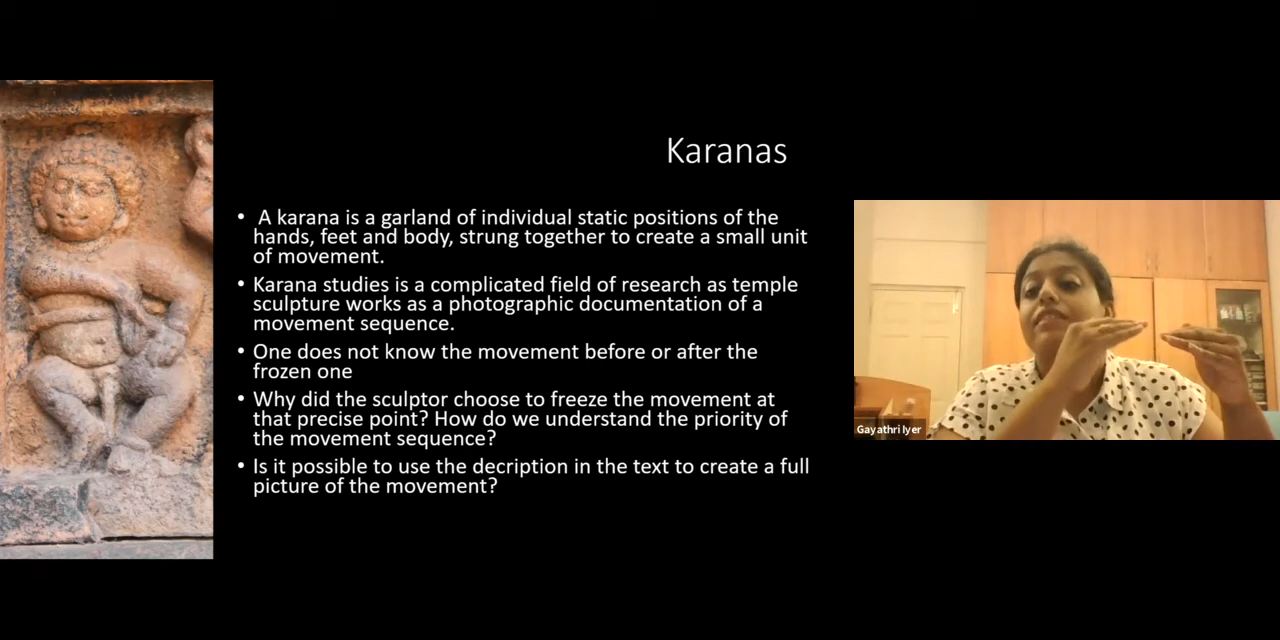 Karanas
• A karana is a garland of individual static positions of the
hands, feet and body, strung together to create a small unit
of movement.
• Karana studies is a complicated field of research as temple
sculpture works as a photographic documentation of a
movement sequence.
• One does not know the movement before or after the
frozen one
• Why did the sculptor choose to freeze the movement at
that precise point? How do we understand the priority of
the movement sequence?
• Is it possible to use the decription in the text to create a full
picture of the movement?
Gayathri Iyer